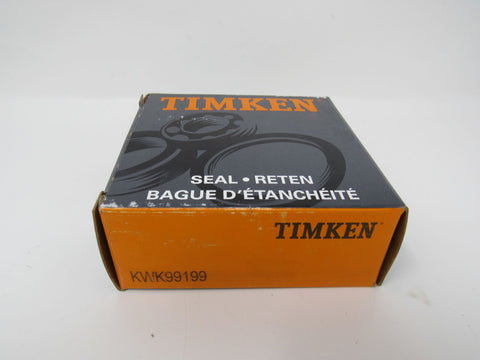 TIMKEN
SEAL • RETEN
BAGUE D'ÉTANCHÉITÉ
TIMKEN
KWK99199